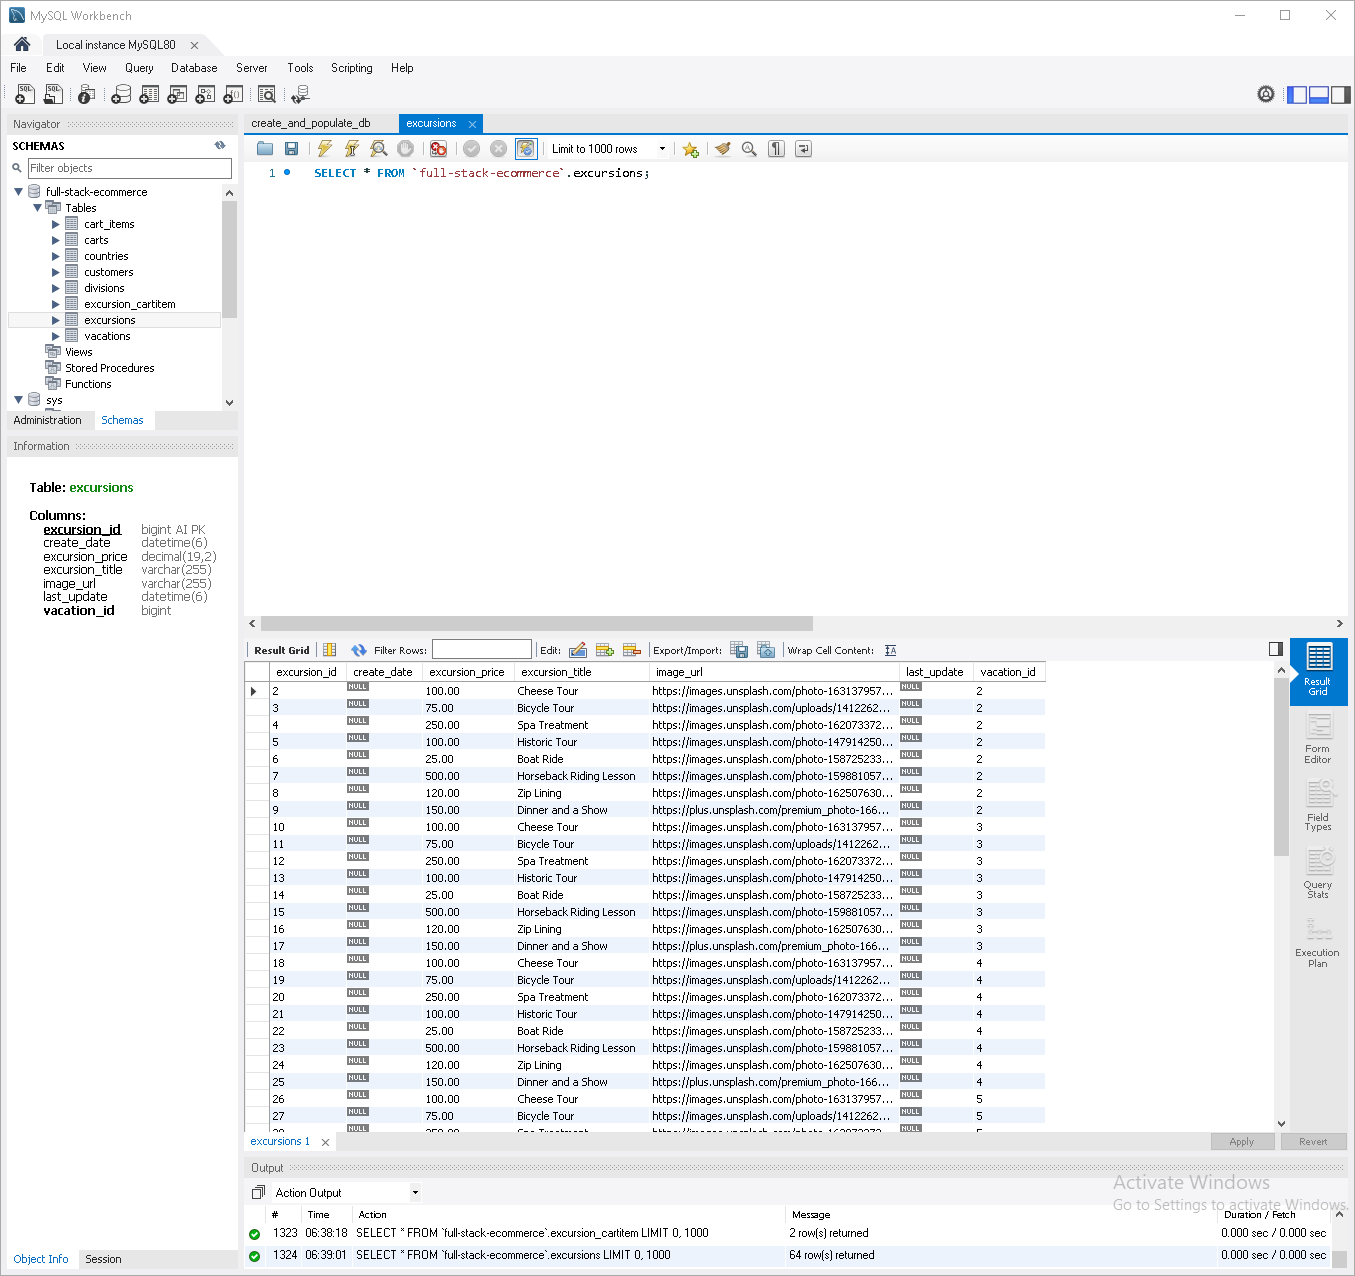 MySQL Workbench
Local instance MySQL80
File Edit View Query Database Server Tools Scripting Help
Navigator
SCHEMAS
Filter objects
full-stack-ecommerce
Tables
cart_items
carts
countries
customers
divisions
excursion_cartitem
excursions
vacations
Views
Stored Procedures
Functions
sys
Administration Schemas
Information
Table: excursions
Columns:
excursion_id bigint AI PK
create_date datetime(6)
excursion_price decimal(19,2)
excursion_title varchar(255)
image_url varchar(255)
last_update datetime(6)
vacation_id bigint
Object Info Session
create_and_populate_db excursions
Limit to 1000 rows
1 SELECT * FROM `full-stack-ecommerce`.excursions;
Result Grid Filter Rows: Edit: Export/Import: Wrap Cell Content:
excursion_id create_date excursion_price excursion_title image_url last_update vacation_id
2 NULL 100.00 Cheese Tour https://images.unsplash.com/photo-163137957... NULL 2
3 NULL 75.00 Bicycle Tour https://images.unsplash.com/uploads/1412262... NULL 2
4 NULL 250.00 Spa Treatment https://images.unsplash.com/photo-162073372... NULL 2
5 NULL 100.00 Historic Tour https://images.unsplash.com/photo-147914250... NULL 2
6 NULL 25.00 Boat Ride https://images.unsplash.com/photo-158725233... NULL 2
7 NULL 500.00 Horseback Riding Lesson https://images.unsplash.com/photo-159881057... NULL 2
8 NULL 120.00 Zip Lining https://images.unsplash.com/photo-162507630... NULL 2
9 NULL 150.00 Dinner and a Show https://plus.unsplash.com/premium_photo-166... NULL 2
10 NULL 100.00 Cheese Tour https://images.unsplash.com/photo-163137957... NULL 3
11 NULL 75.00 Bicycle Tour https://images.unsplash.com/uploads/1412262... NULL 3
12 NULL 250.00 Spa Treatment https://images.unsplash.com/photo-162073372... NULL 3
13 NULL 100.00 Historic Tour https://images.unsplash.com/photo-147914250... NULL 3
14 NULL 25.00 Boat Ride https://images.unsplash.com/photo-158725233... NULL 3
15 NULL 500.00 Horseback Riding Lesson https://images.unsplash.com/photo-159881057... NULL 3
16 NULL 120.00 Zip Lining https://images.unsplash.com/photo-162507630... NULL 3
17 NULL 150.00 Dinner and a Show https://plus.unsplash.com/premium_photo-166... NULL 3
18 NULL 100.00 Cheese Tour https://images.unsplash.com/photo-163137957... NULL 4
19 NULL 75.00 Bicycle Tour https://images.unsplash.com/uploads/1412262... NULL 4
20 NULL 250.00 Spa Treatment https://images.unsplash.com/photo-162073372... NULL 4
21 NULL 100.00 Historic Tour https://images.unsplash.com/photo-147914250... NULL 4
22 NULL 25.00 Boat Ride https://images.unsplash.com/photo-158725233... NULL 4
23 NULL 500.00 Horseback Riding Lesson https://images.unsplash.com/photo-159881057... NULL 4
24 NULL 120.00 Zip Lining https://images.unsplash.com/photo-162507630... NULL 4
25 NULL 150.00 Dinner and a Show https://plus.unsplash.com/premium_photo-166... NULL 4
26 NULL 100.00 Cheese Tour https://images.unsplash.com/photo-163137957... NULL 5
27 NULL 75.00 Bicycle Tour https://images.unsplash.com/uploads/1412262... NULL 5
Result
Grid
Form
Editor
Field
Types
Query
Stats
Execution
Plan
excursions 1 Apply Revert
Output
Action Output
Activate Windows
Go to Settings to activate Windows.
# Time Action Message Duration / Fetch
1323 06:38:18 SELECT * FROM `full-stack-ecommerce`.excursion_cartitem LIMIT 0, 1000 2 row(s) returned 0.000 sec / 0.000 sec
1324 06:39:01 SELECT * FROM `full-stack-ecommerce`.excursions LIMIT 0, 1000 64 row(s) returned 0.000 sec / 0.000 sec